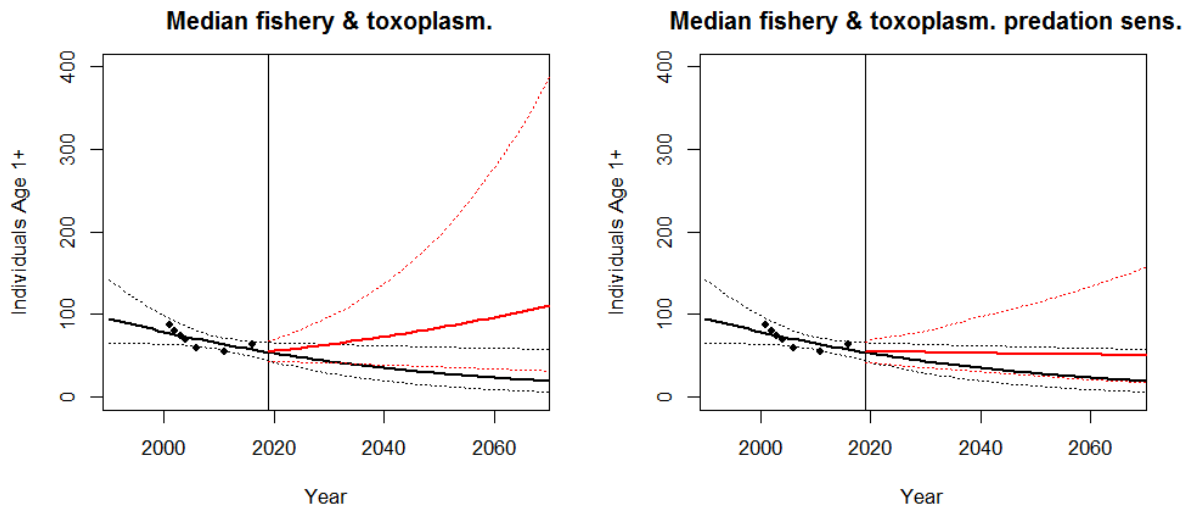 Median fishery & toxoplasm.
400
300
200
100
0
Individuals Age 1+
2000 2020 2040 2060
Year
Median fishery & toxoplasm. predation sens.
400
300
200
100
0
Individuals Age 1+
2000 2020 2040 2060
Year